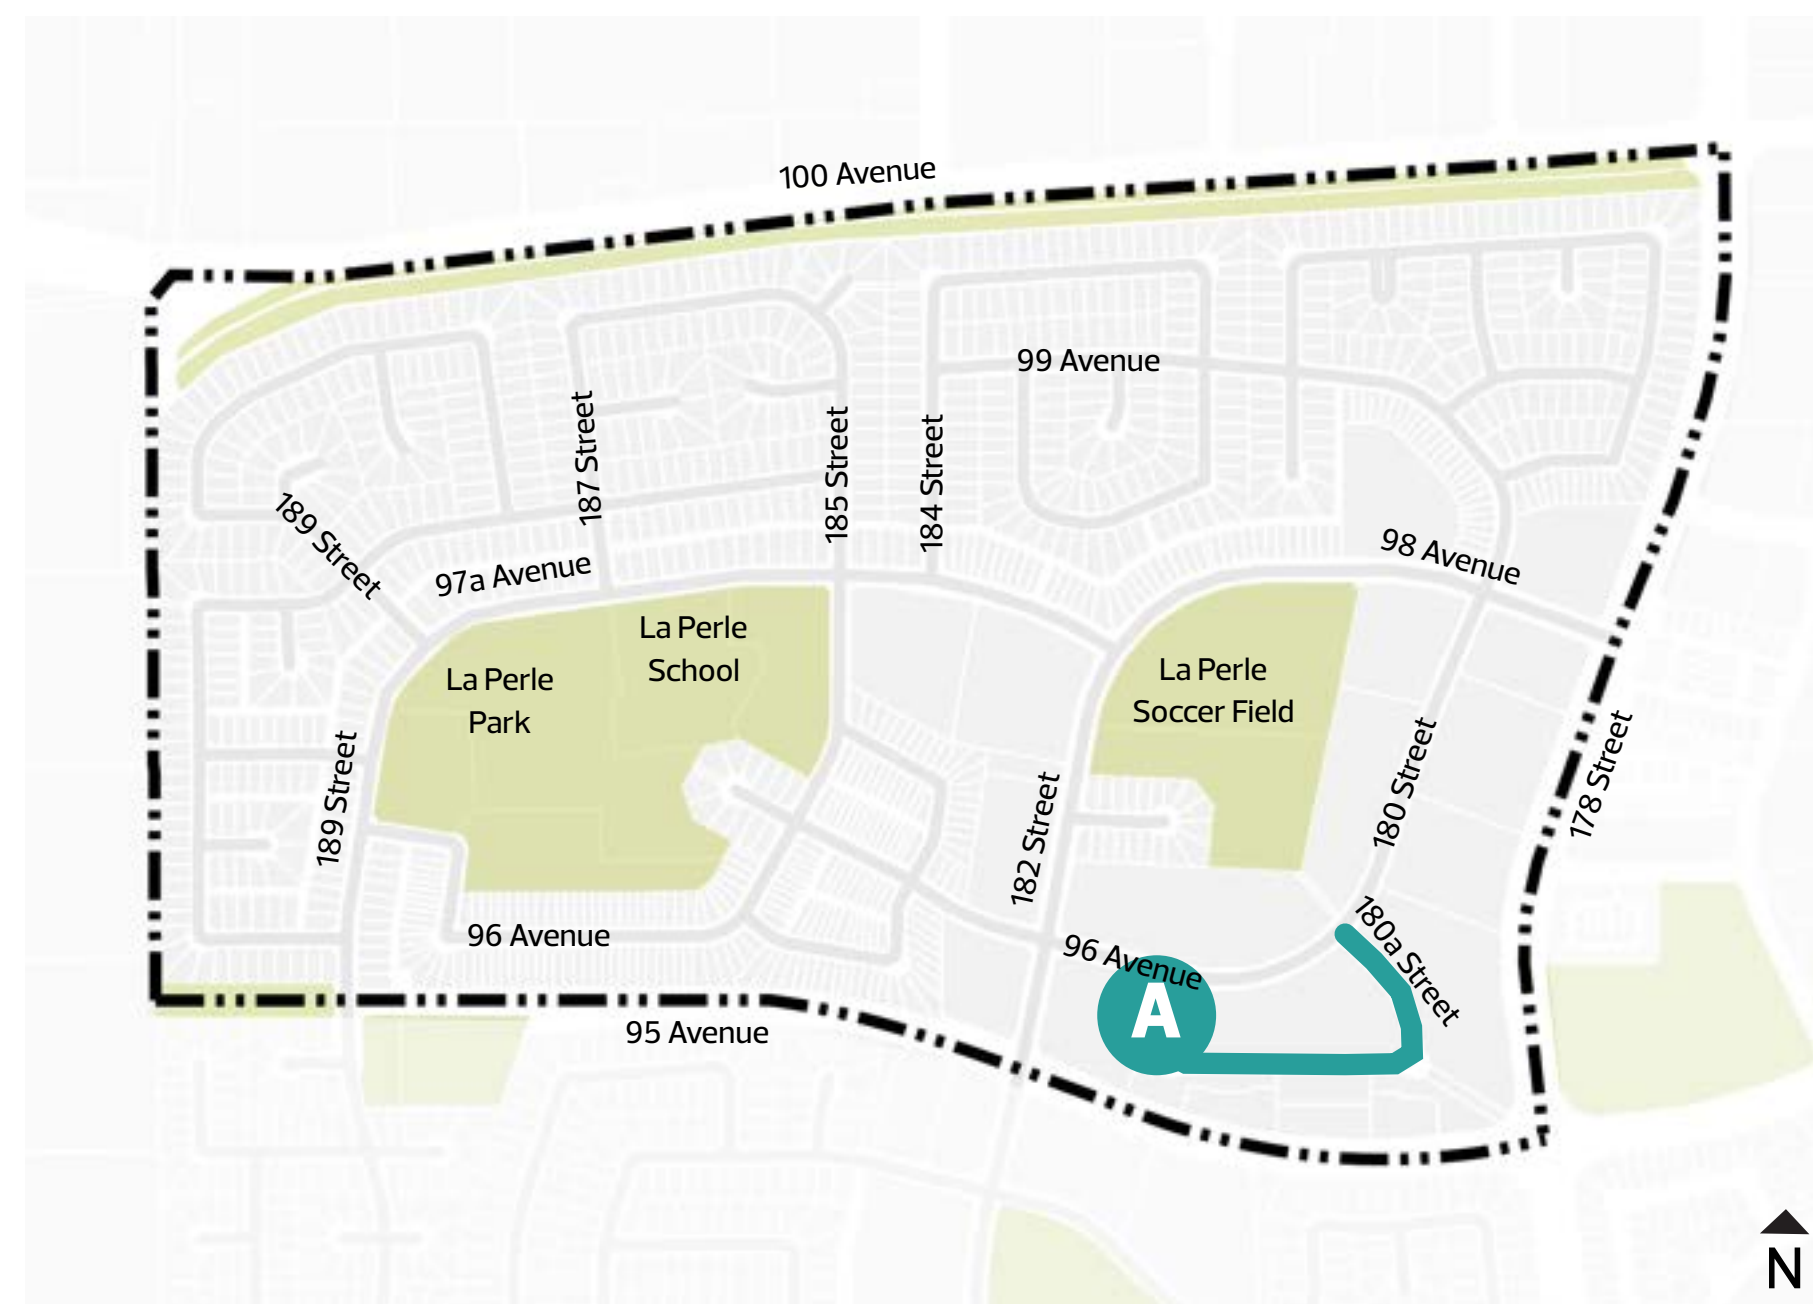 100 Avenue
99 Avenue
187 Street
185 Street
184 Street
189 Street
97a Avenue
98 Avenue
La Perle
School
La Perle
Park
La Perle
Soccer Field
189 Street
182 Street
180 Street
178 Street
96 Avenue
96 Avenue
180a Street
A
95 Avenue
N